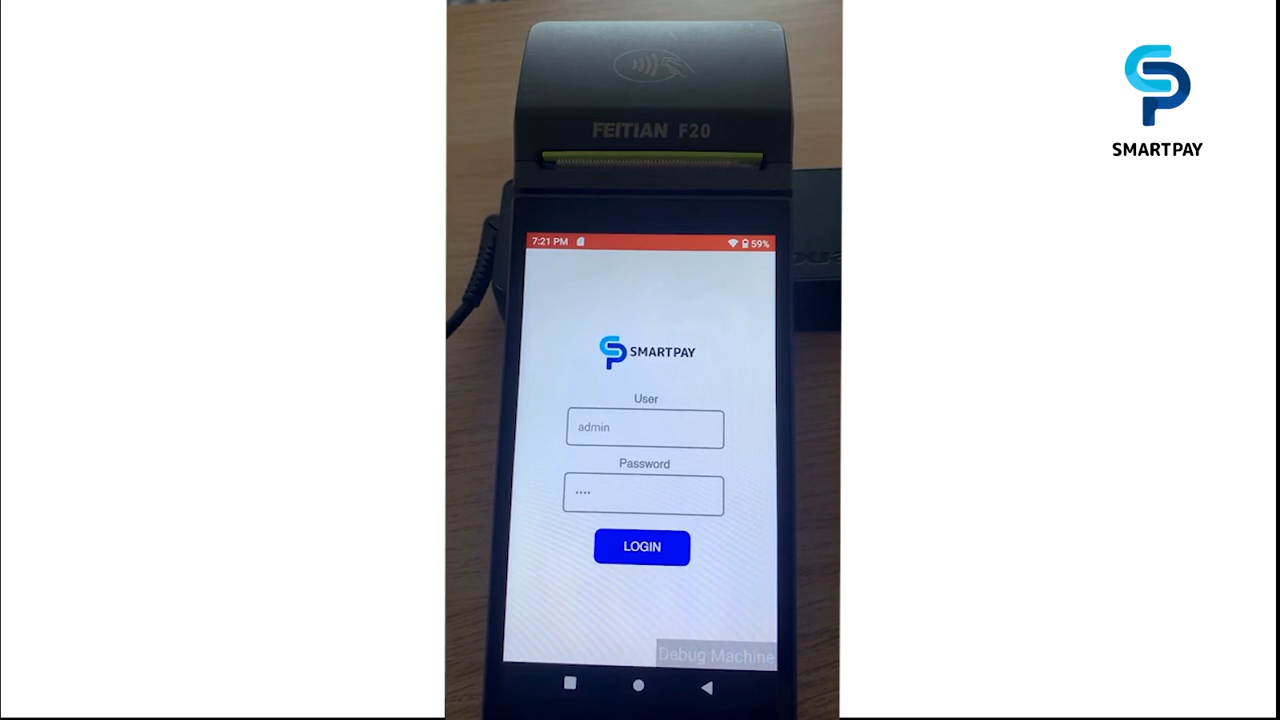 SMARTPAY
FEITIAN F20
7:21 PM 59%
SMARTPAY
User
admin
Password
••••
LOGIN
Debug Machine